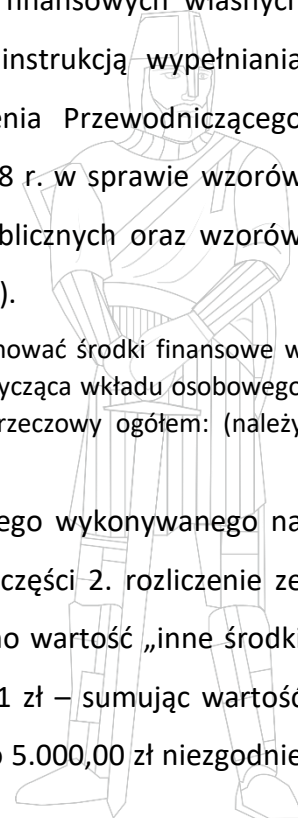 finansowych własnych
instrukcją wypełniania
enia Przewodniczącego
8 r. w sprawie wzorów
blicznych oraz wzorów
).
nować środki finansowe w
ycząca wkładu osobowego
rzeczowy ogółem: (należy
ego wykonywanego na
części 2. rozliczenie ze
no wartość „inne środki
1 zł – sumując wartość
o 5.000,00 zł niezgodnie